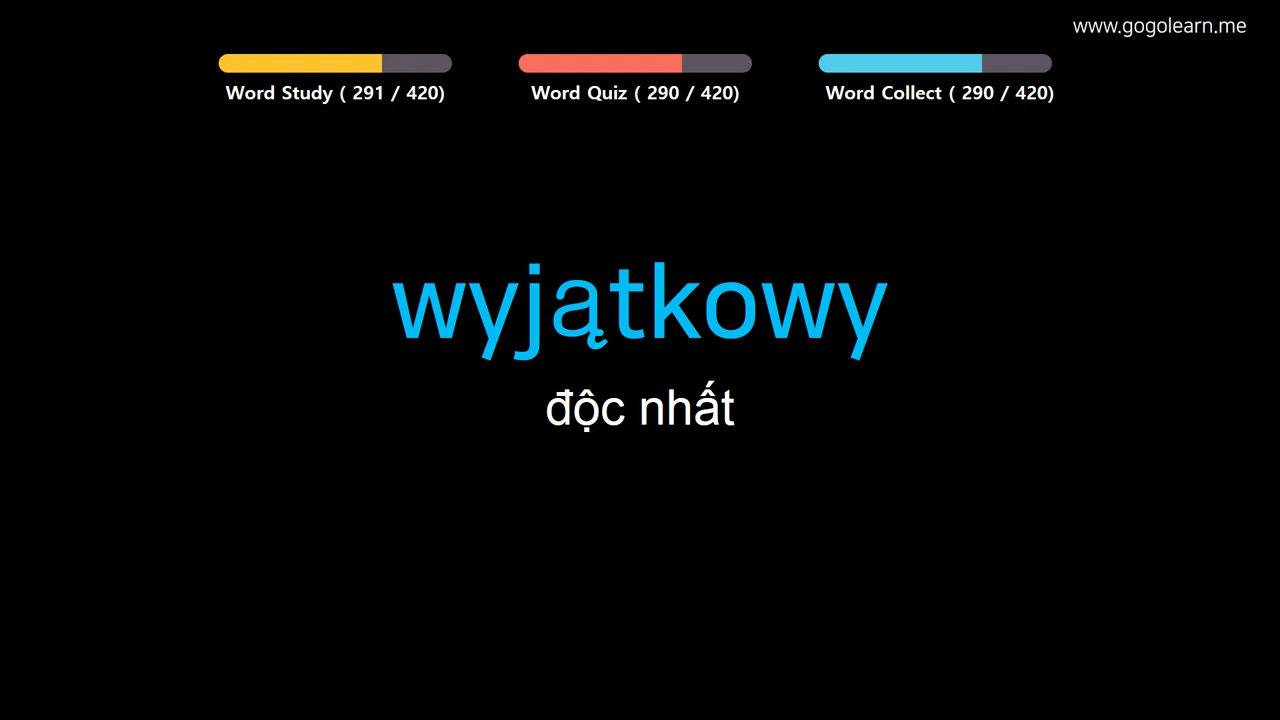 www.gogolearn.me
Word Study ( 291 / 420)
Word Quiz ( 290 / 420)
Word Collect ( 290 / 420)
wyjątkowy
độc nhất